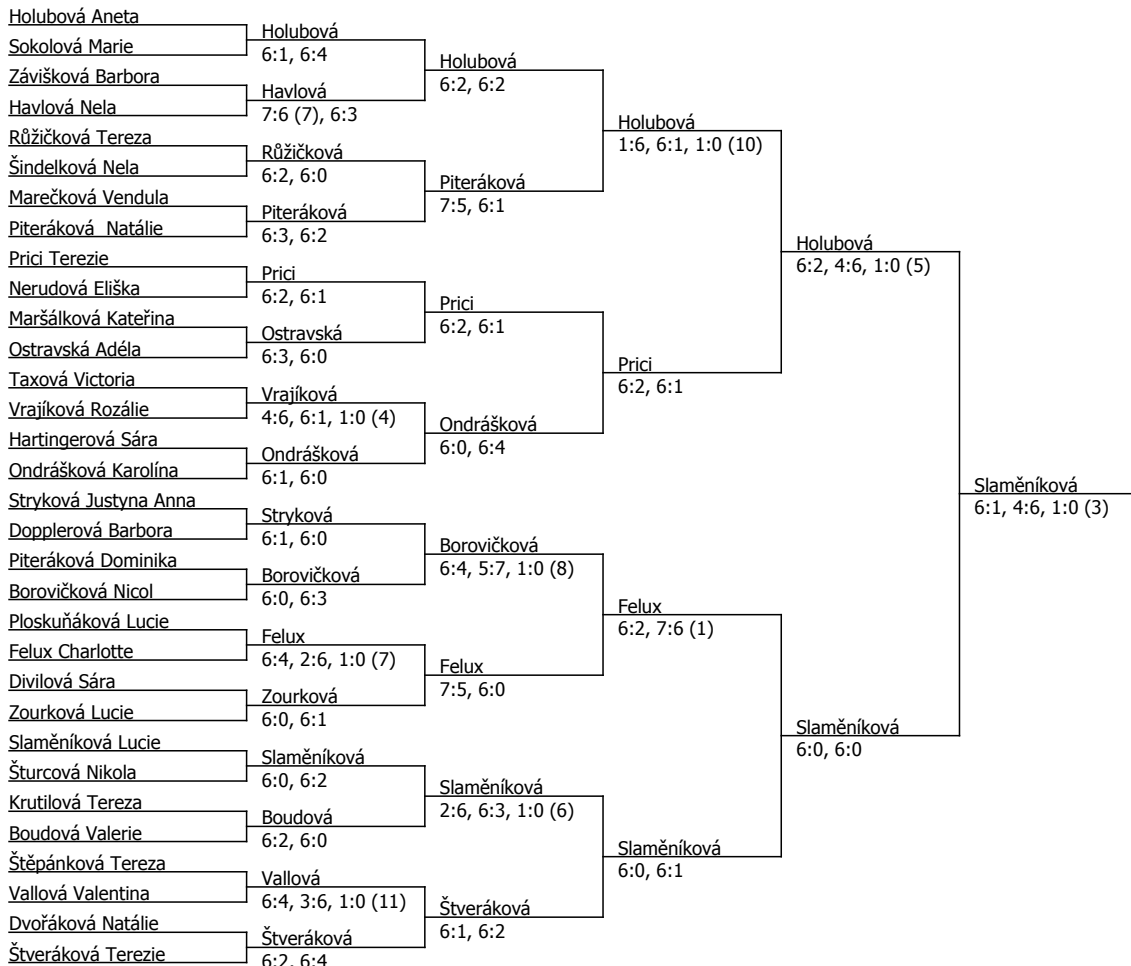 Holubová Aneta
Sokolová Marie
Závišková Barbora
Havlová Nela
Růžičková Tereza
Šindelková Nela
Marečková Vendula
Piteráková  Natálie
Prici Terezie
Nerudová Eliška
Maršálková Kateřina
Ostravská Adéla
Taxová Victoria
Vrajíková Rozálie
Hartingerová Sára
Ondrášková Karolína
Stryková Justyna Anna
Dopplerová Barbora
Piteráková Dominika
Borovičková Nicol
Ploskuňáková Lucie
Felux Charlotte
Divilová Sára
Zourková Lucie
Slaměníková Lucie
Šturcová Nikola
Krutilová Tereza
Boudová Valerie
Štěpánková Tereza
Vallová Valentina
Dvořáková Natálie
Štveráková Terezie
Holubová
6:1, 6:4
Havlová
7:6 (7), 6:3
Růžičková
6:2, 6:0
Piteráková
6:3, 6:2
Prici
6:2, 6:1
Ostravská
6:3, 6:0
Vrajíková
4:6, 6:1, 1:0 (4)
Ondrášková
6:1, 6:0
Stryková
6:1, 6:0
Borovičková
6:0, 6:3
Felux
6:4, 2:6, 1:0 (7)
Zourková
6:0, 6:1
Slaměníková
6:0, 6:2
Boudová
6:2, 6:0
Vallová
6:4, 3:6, 1:0 (11)
Štveráková
6:2, 6:4
Holubová
6:2, 6:2
Piteráková
7:5, 6:1
Prici
6:2, 6:1
Ondrášková
6:0, 6:4
Borovičková
6:4, 5:7, 1:0 (8)
Felux
7:5, 6:0
Slaměníková
2:6, 6:3, 1:0 (6)
Štveráková
6:1, 6:2
Holubová
1:6, 6:1, 1:0 (10)
Prici
6:2, 6:1
Felux
6:2, 7:6 (1)
Slaměníková
6:0, 6:1
Holubová
6:2, 4:6, 1:0 (5)
Slaměníková
6:0, 6:0
Slaměníková
6:1, 4:6, 1:0 (3)